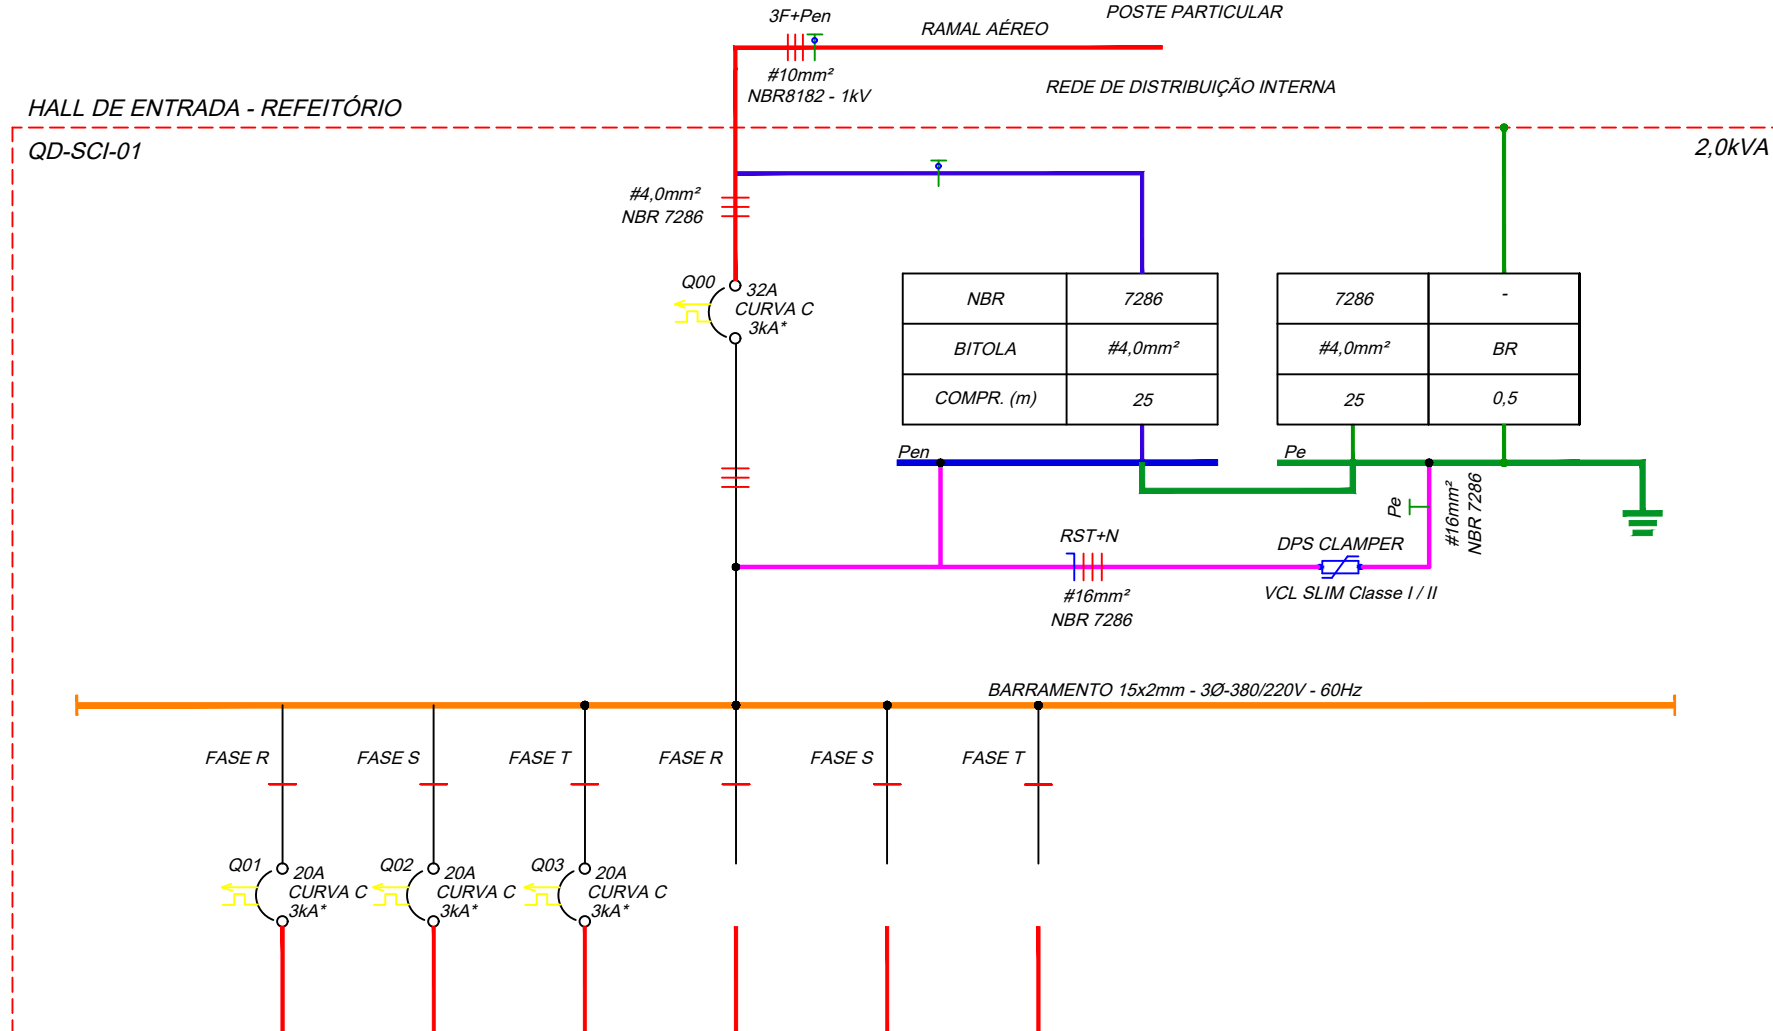 3F+Pen
RAMAL AÉREO
POSTE PARTICULAR
#10mm²
NBR8182 - 1kV
REDE DE DISTRIBUIÇÃO INTERNA
HALL DE ENTRADA - REFEITÓRIO
QD-SCI-01
2,0kVA
#4,0mm²
NBR 7286
Q00
32A
CURVA C
3kA*
NBR 7286
BITOLA #4,0mm²
COMPR. (m) 25
7286 -
#4,0mm² BR
25 0,5
Pen
Pe
Pe
#16mm²
NBR 7286
RST+N
#16mm²
NBR 7286
DPS CLAMPER
VCL SLIM Classe I / II
BARRAMENTO 15x2mm - 3Ø-380/220V - 60Hz
FASE R
FASE S
FASE T
FASE R
FASE S
FASE T
Q01
20A
CURVA C
3kA*
Q02
20A
CURVA C
3kA*
Q03
20A
CURVA C
3kA*